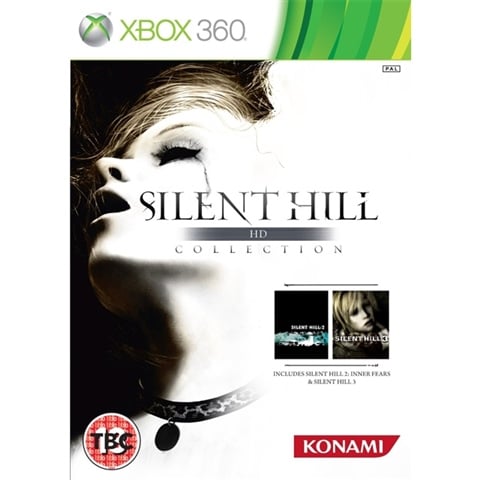 XBOX 360
PAL
SILENT HILL
HD
COLLECTION
SILENT HILL 2
SILENT HILL 3
INCLUDES SILENT HILL 2: INNER FEARS
& SILENT HILL 3
TBC
KONAMI